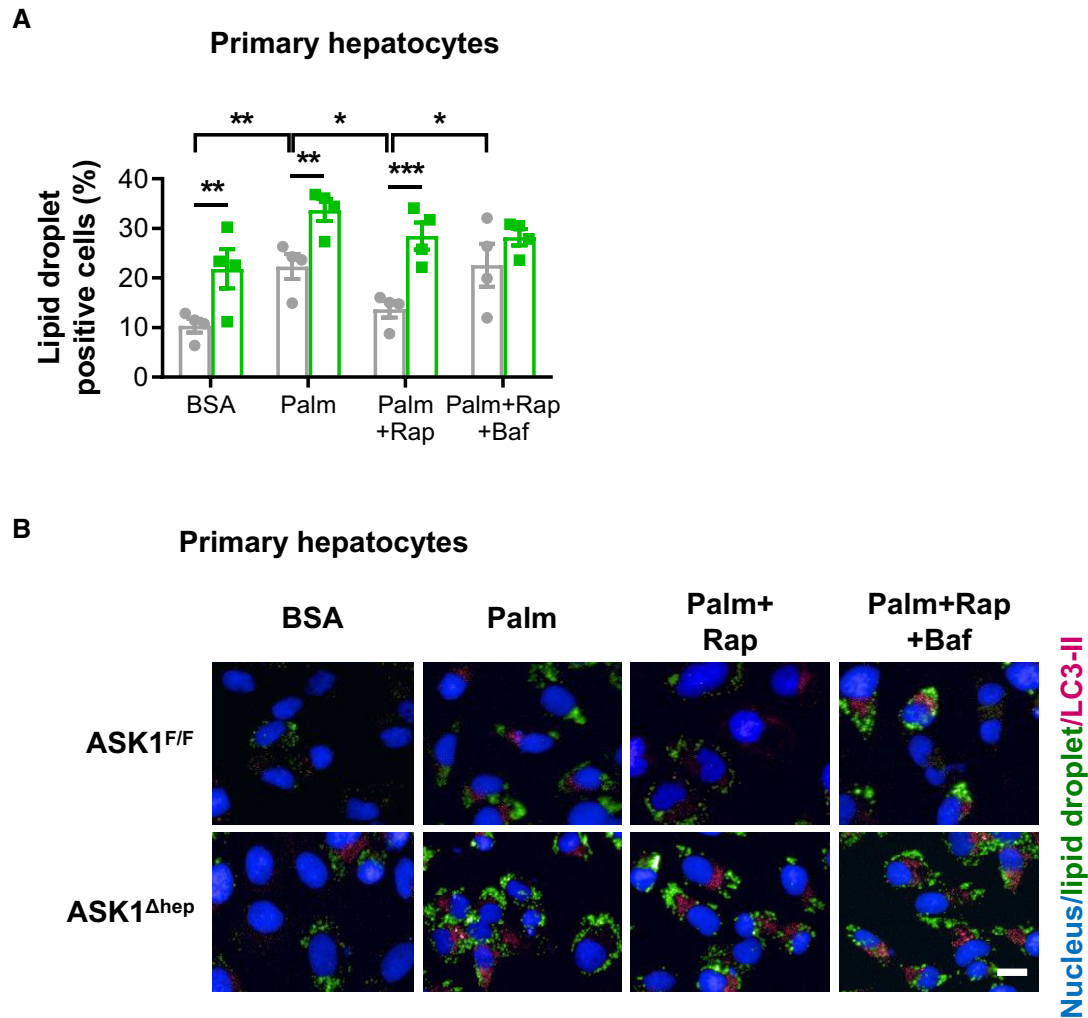 A
Primary hepatocytes
** * *
** ** *** 
Lipid droplet
positive cells (%)
40
30
20
10
0
BSA Palm Palm Palm+Rap
+Rap +Baf
B
Primary hepatocytes
BSA Palm Palm+ Palm+Rap
Rap +Baf
ASK1F/F
ASK1Δhep
Nucleus/lipid droplet/LC3-II